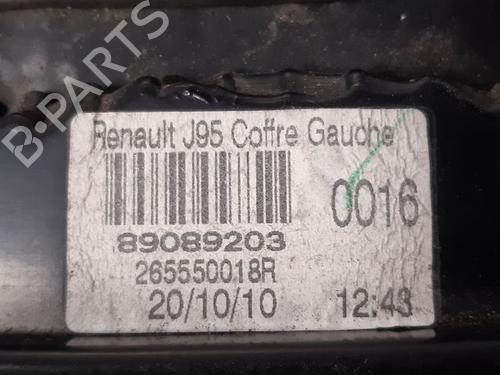 B-PARTS
Renault J95 Coffre Gauche
0016
89089203
265550018R
20/10/10 12:43